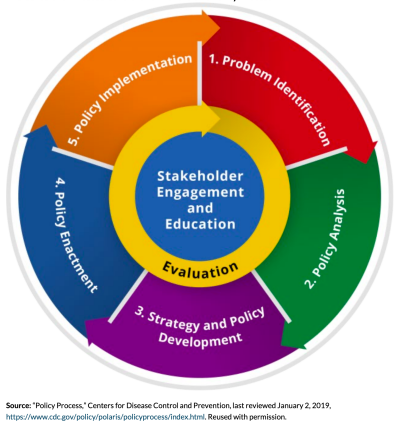 1. Problem Identification
2. Policy Analysis
3. Strategy and Policy
Development
4. Policy Enactment
5. Policy Implementation
Stakeholder
Engagement
and
Education
Evaluation
Source: "Policy Process," Centers for Disease Control and Prevention, last reviewed January 2, 2019,
https://www.cdc.gov/policy/polaris/policyprocess/index.html. Reused with permission.